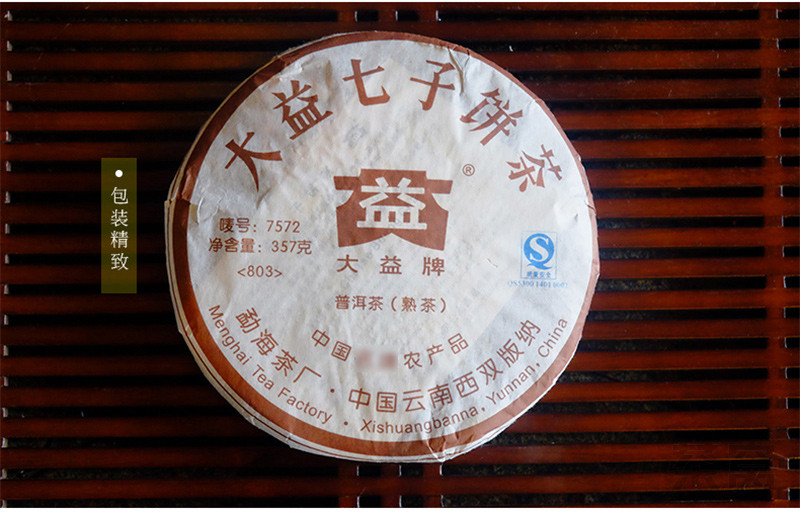 大益七子饼茶
益
®
唛号：7572
净含量：357克
<803>
大益牌
普洱茶（熟茶）
中国 农产品
勐海茶厂·中国云南西双版纳
Menghai Tea Factory · Xishuangbanna, Yunnan, China
包装精致